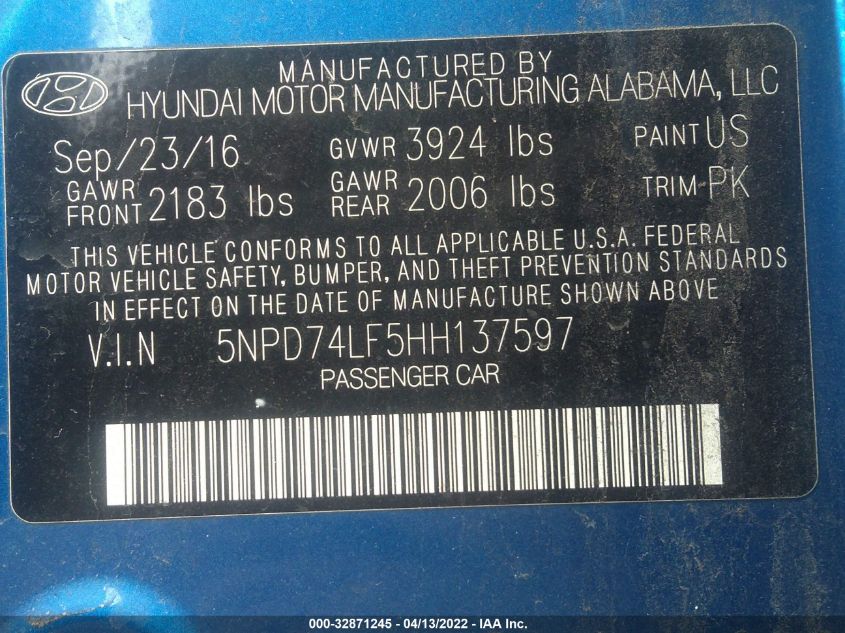 MANUFACTURED BY
HYUNDAI MOTOR MANUFACTURING ALABAMA, LLC
Sep/23/16 GVWR 3924 lbs PAINT US
GAWR FRONT 2183 lbs GAWR REAR 2006 lbs TRIM-PK
THIS VEHICLE CONFORMS TO ALL APPLICABLE U.S.A. FEDERAL
MOTOR VEHICLE SAFETY, BUMPER, AND THEFT PREVENTION STANDARDS
IN EFFECT ON THE DATE OF MANUFACTURE SHOWN ABOVE
V.I.N 5NPD74LF5HH137597
PASSENGER CAR
000-32871245 - 04/13/2022 - IAA Inc.